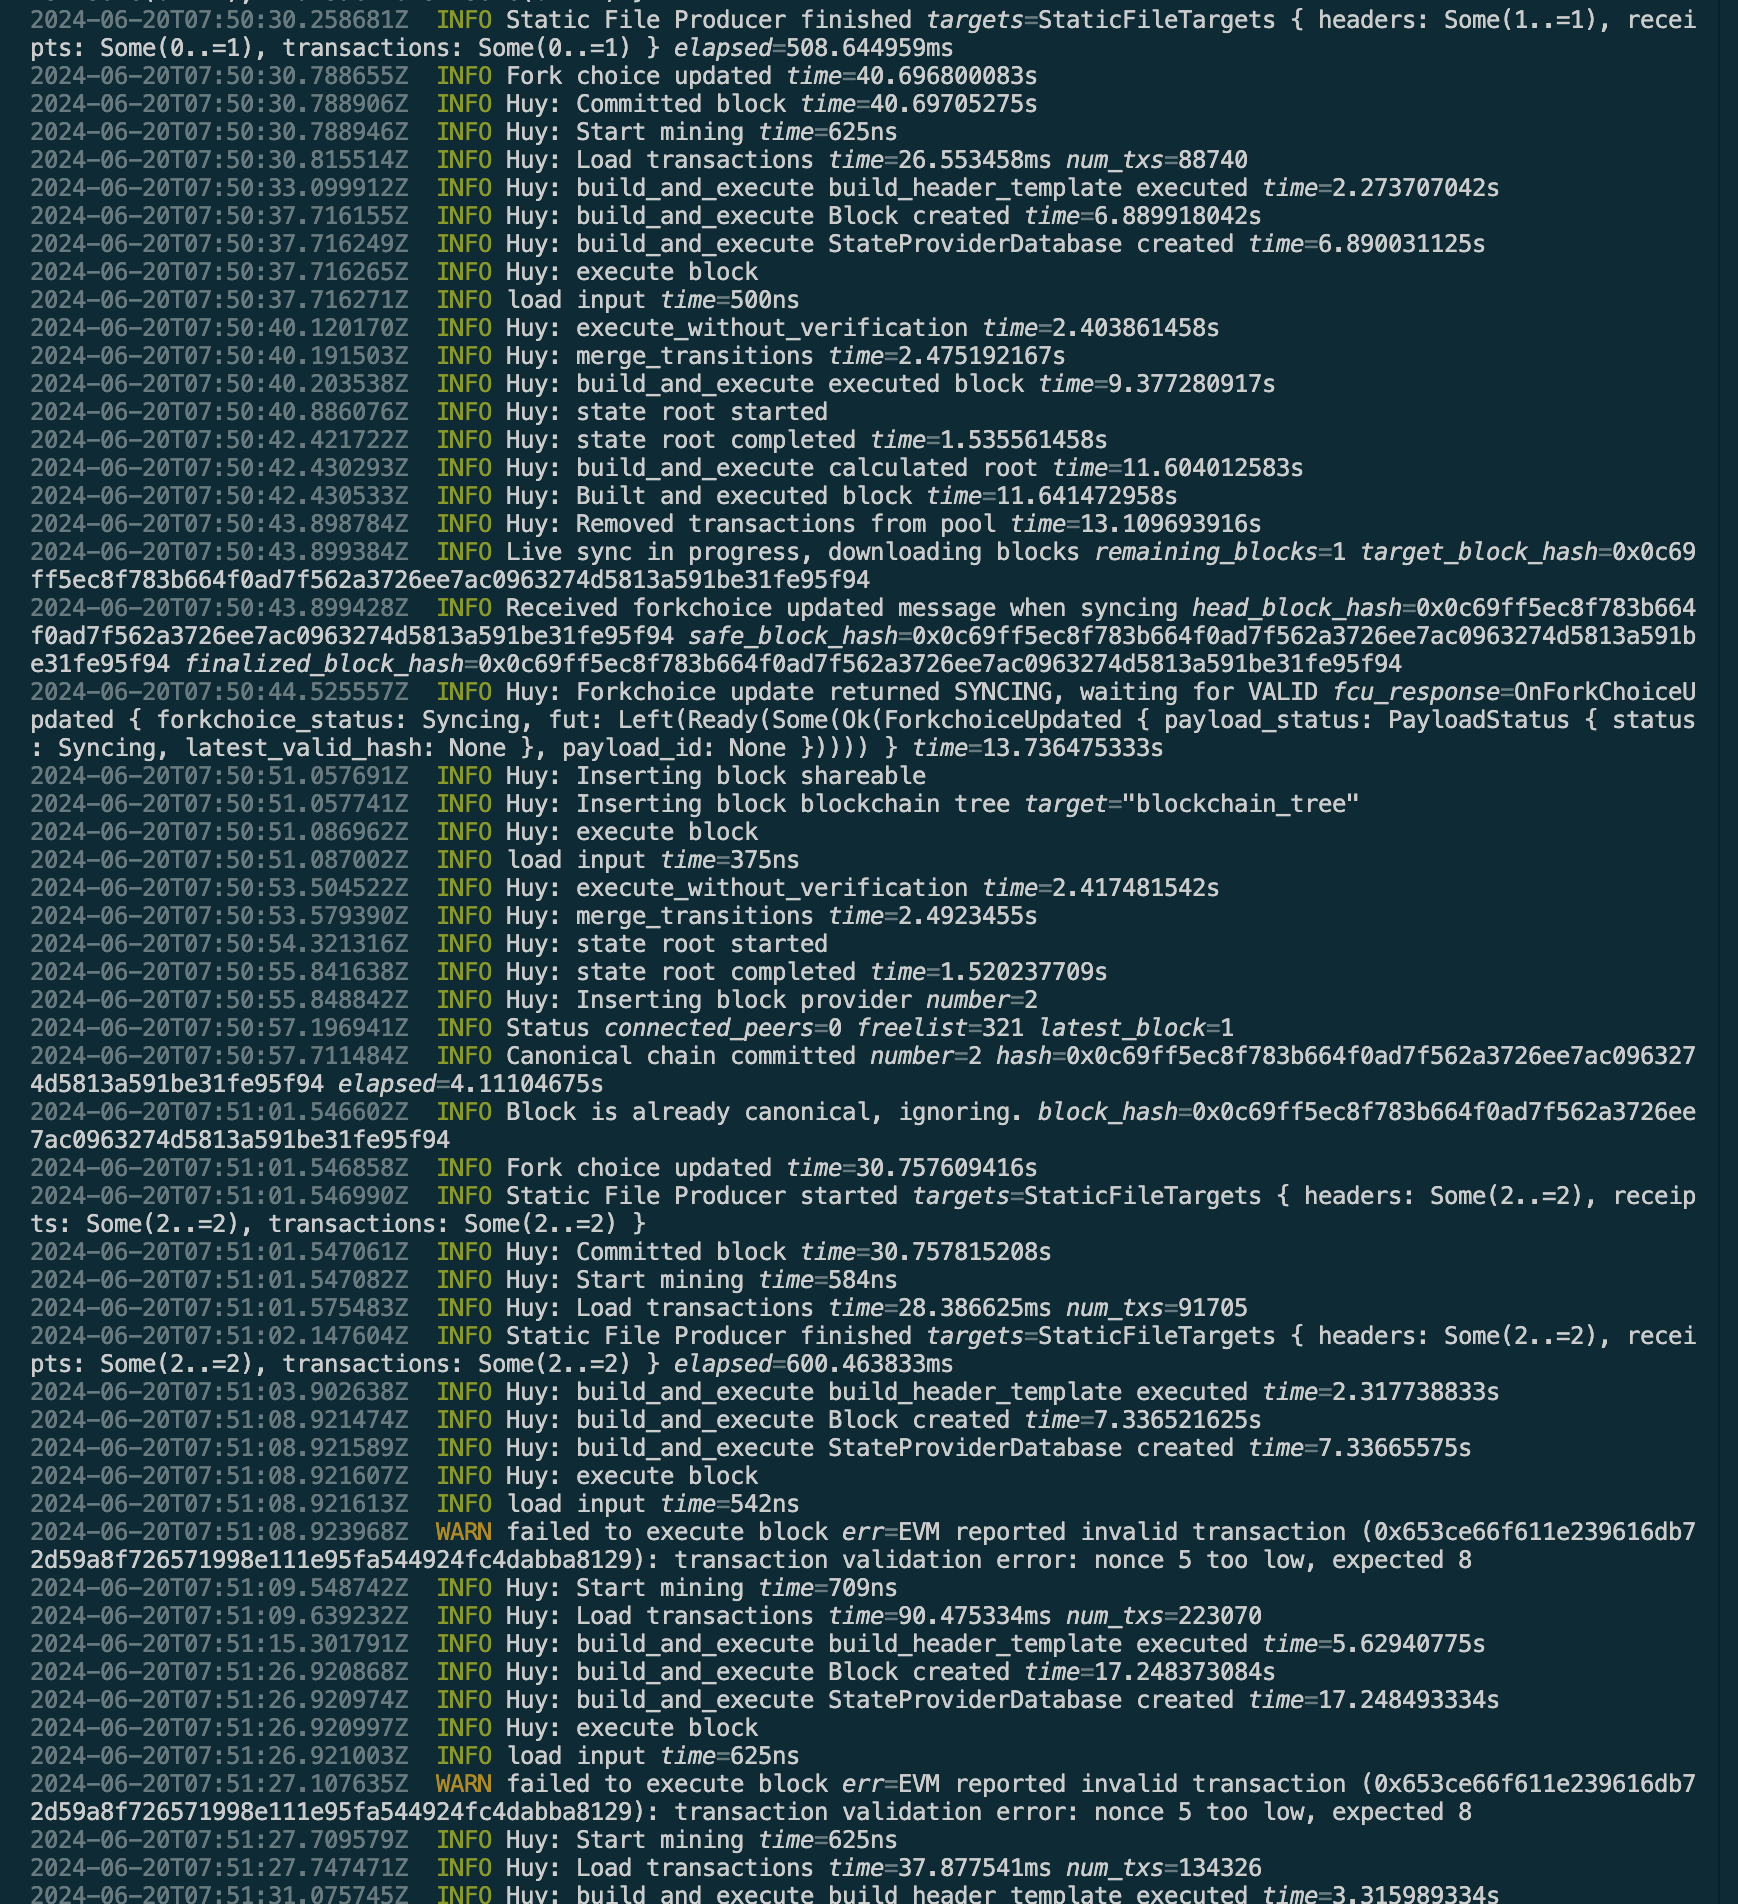 2024-06-20T07:50:30.258681Z  INFO Static File Producer finished targets=StaticFileTargets { headers: Some(1..=1), recei
pts: Some(0..=1), transactions: Some(0..=1) } elapsed=508.644959ms
2024-06-20T07:50:30.788655Z  INFO Fork choice updated time=40.696800083s
2024-06-20T07:50:30.788906Z  INFO Huy: Committed block time=40.69705275s
2024-06-20T07:50:30.788946Z  INFO Huy: Start mining time=625ns
2024-06-20T07:50:30.815514Z  INFO Huy: Load transactions time=26.553458ms num_txs=88740
2024-06-20T07:50:33.099912Z  INFO Huy: build_and_execute build_header_template executed time=2.273707042s
2024-06-20T07:50:37.716155Z  INFO Huy: build_and_execute Block created time=6.889918042s
2024-06-20T07:50:37.716249Z  INFO Huy: build_and_execute StateProviderDatabase created time=6.890031125s
2024-06-20T07:50:37.716265Z  INFO Huy: execute block
2024-06-20T07:50:37.716271Z  INFO load input time=500ns
2024-06-20T07:50:40.120170Z  INFO Huy: execute_without_verification time=2.403861458s
2024-06-20T07:50:40.191503Z  INFO Huy: merge_transitions time=2.475192167s
2024-06-20T07:50:40.203538Z  INFO Huy: build_and_execute executed block time=9.377280917s
2024-06-20T07:50:40.886076Z  INFO Huy: state root started
2024-06-20T07:50:42.421722Z  INFO Huy: state root completed time=1.535561458s
2024-06-20T07:50:42.430293Z  INFO Huy: build_and_execute calculated root time=11.604012583s
2024-06-20T07:50:42.430533Z  INFO Huy: Built and executed block time=11.641472958s
2024-06-20T07:50:43.898784Z  INFO Huy: Removed transactions from pool time=13.109693916s
2024-06-20T07:50:43.899384Z  INFO Live sync in progress, downloading blocks remaining_blocks=1 target_block_hash=0x0c69
ff5ec8f783b664f0ad7f562a3726ee7ac0963274d5813a591be31fe95f94
2024-06-20T07:50:43.899428Z  INFO Received forkchoice updated message when syncing head_block_hash=0x0c69ff5ec8f783b664
f0ad7f562a3726ee7ac0963274d5813a591be31fe95f94 safe_block_hash=0x0c69ff5ec8f783b664f0ad7f562a3726ee7ac0963274d5813a591b
e31fe95f94 finalized_block_hash=0x0c69ff5ec8f783b664f0ad7f562a3726ee7ac0963274d5813a591be31fe95f94
2024-06-20T07:50:44.525557Z  INFO Huy: Forkchoice update returned SYNCING, waiting for VALID fcu_response=OnForkChoiceU
pdated { forkchoice_status: Syncing, fut: Left(Ready(Some(Ok(ForkchoiceUpdated { payload_status: PayloadStatus { status
: Syncing, latest_valid_hash: None }, payload_id: None })))) } time=13.736475333s
2024-06-20T07:50:51.057691Z  INFO Huy: Inserting block shareable
2024-06-20T07:50:51.057741Z  INFO Huy: Inserting block blockchain tree target="blockchain_tree"
2024-06-20T07:50:51.086962Z  INFO Huy: execute block
2024-06-20T07:50:51.087002Z  INFO load input time=375ns
2024-06-20T07:50:53.504522Z  INFO Huy: execute_without_verification time=2.417481542s
2024-06-20T07:50:53.579390Z  INFO Huy: merge_transitions time=2.4923455s
2024-06-20T07:50:54.321316Z  INFO Huy: state root started
2024-06-20T07:50:55.841638Z  INFO Huy: state root completed time=1.520237709s
2024-06-20T07:50:55.848842Z  INFO Huy: Inserting block provider number=2
2024-06-20T07:50:57.196941Z  INFO Status connected_peers=0 freelist=321 latest_block=1
2024-06-20T07:50:57.711484Z  INFO Canonical chain committed number=2 hash=0x0c69ff5ec8f783b664f0ad7f562a3726ee7ac096327
4d5813a591be31fe95f94 elapsed=4.11104675s
2024-06-20T07:51:01.546602Z  INFO Block is already canonical, ignoring. block_hash=0x0c69ff5ec8f783b664f0ad7f562a3726ee
7ac0963274d5813a591be31fe95f94
2024-06-20T07:51:01.546858Z  INFO Fork choice updated time=30.757609416s
2024-06-20T07:51:01.546990Z  INFO Static File Producer started targets=StaticFileTargets { headers: Some(2..=2), receip
ts: Some(2..=2), transactions: Some(2..=2) }
2024-06-20T07:51:01.547061Z  INFO Huy: Committed block time=30.757815208s
2024-06-20T07:51:01.547082Z  INFO Huy: Start mining time=584ns
2024-06-20T07:51:01.575483Z  INFO Huy: Load transactions time=28.386625ms num_txs=91705
2024-06-20T07:51:02.147604Z  INFO Static File Producer finished targets=StaticFileTargets { headers: Some(2..=2), recei
pts: Some(2..=2), transactions: Some(2..=2) } elapsed=600.463833ms
2024-06-20T07:51:03.902638Z  INFO Huy: build_and_execute build_header_template executed time=2.317738833s
2024-06-20T07:51:08.921474Z  INFO Huy: build_and_execute Block created time=7.336521625s
2024-06-20T07:51:08.921589Z  INFO Huy: build_and_execute StateProviderDatabase created time=7.33665575s
2024-06-20T07:51:08.921607Z  INFO Huy: execute block
2024-06-20T07:51:08.921613Z  INFO load input time=542ns
2024-06-20T07:51:08.923968Z  WARN failed to execute block err=EVM reported invalid transaction (0x653ce66f611e239616db7
2d59a8f726571998e111e95fa544924fc4dabba8129): transaction validation error: nonce 5 too low, expected 8
2024-06-20T07:51:09.548742Z  INFO Huy: Start mining time=709ns
2024-06-20T07:51:09.639232Z  INFO Huy: Load transactions time=90.475334ms num_txs=223070
2024-06-20T07:51:15.301791Z  INFO Huy: build_and_execute build_header_template executed time=5.62940775s
2024-06-20T07:51:26.920868Z  INFO Huy: build_and_execute Block created time=17.248373084s
2024-06-20T07:51:26.920974Z  INFO Huy: build_and_execute StateProviderDatabase created time=17.248493334s
2024-06-20T07:51:26.920997Z  INFO Huy: execute block
2024-06-20T07:51:26.921003Z  INFO load input time=625ns
2024-06-20T07:51:27.107635Z  WARN failed to execute block err=EVM reported invalid transaction (0x653ce66f611e239616db7
2d59a8f726571998e111e95fa544924fc4dabba8129): transaction validation error: nonce 5 too low, expected 8
2024-06-20T07:51:27.709579Z  INFO Huy: Start mining time=625ns
2024-06-20T07:51:27.747471Z  INFO Huy: Load transactions time=37.877541ms num_txs=134326
2024-06-20T07:51:31.075745Z  INFO Huy: build_and_execute build_header_template executed time=3.315989334s